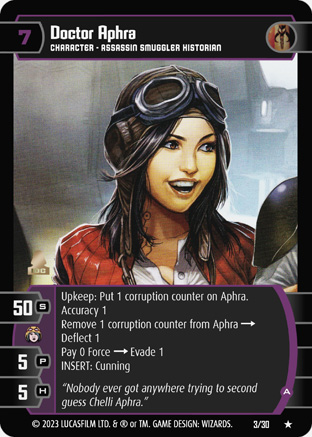 7 Doctor Aphra
CHARACTER - ASSASSIN SMUGGLER HISTORIAN
50 S
5 P
5 H
Upkeep: Put 1 corruption counter on Aphra.
Accuracy 1
Remove 1 corruption counter from Aphra →
Deflect 1
Pay 0 Force → Evade 1
INSERT: Cunning
“Nobody ever got anywhere trying to second
guess Chelli Aphra.”
A
© 2023 LUCASFILM LTD. & ® or TM. GAME DESIGN: WIZARDS. 3/30 ★